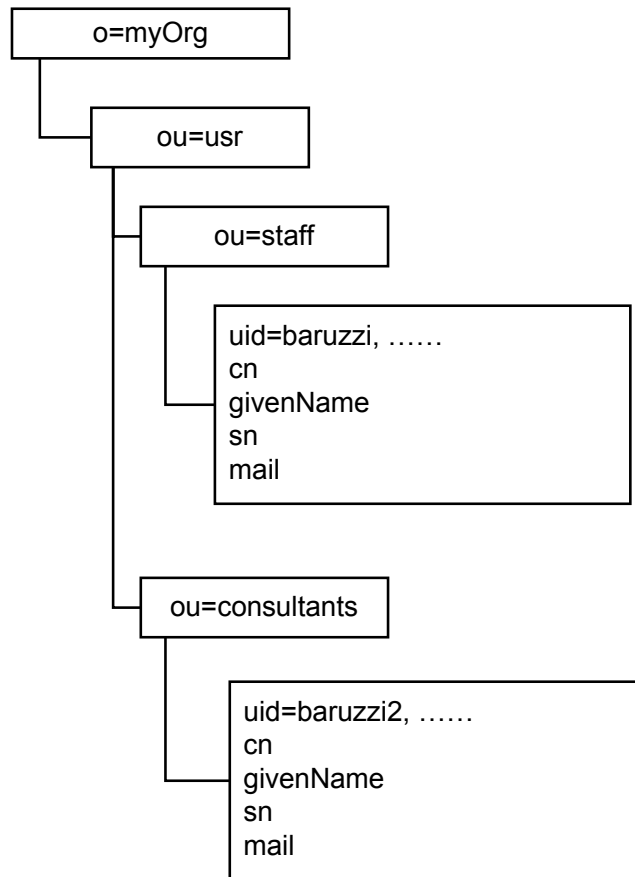 o=myOrg
ou=usr
ou=staff
uid=baruzzi, ……
cn
givenName
sn
mail
ou=consultants
uid=baruzzi2, ……
cn
givenName
sn
mail